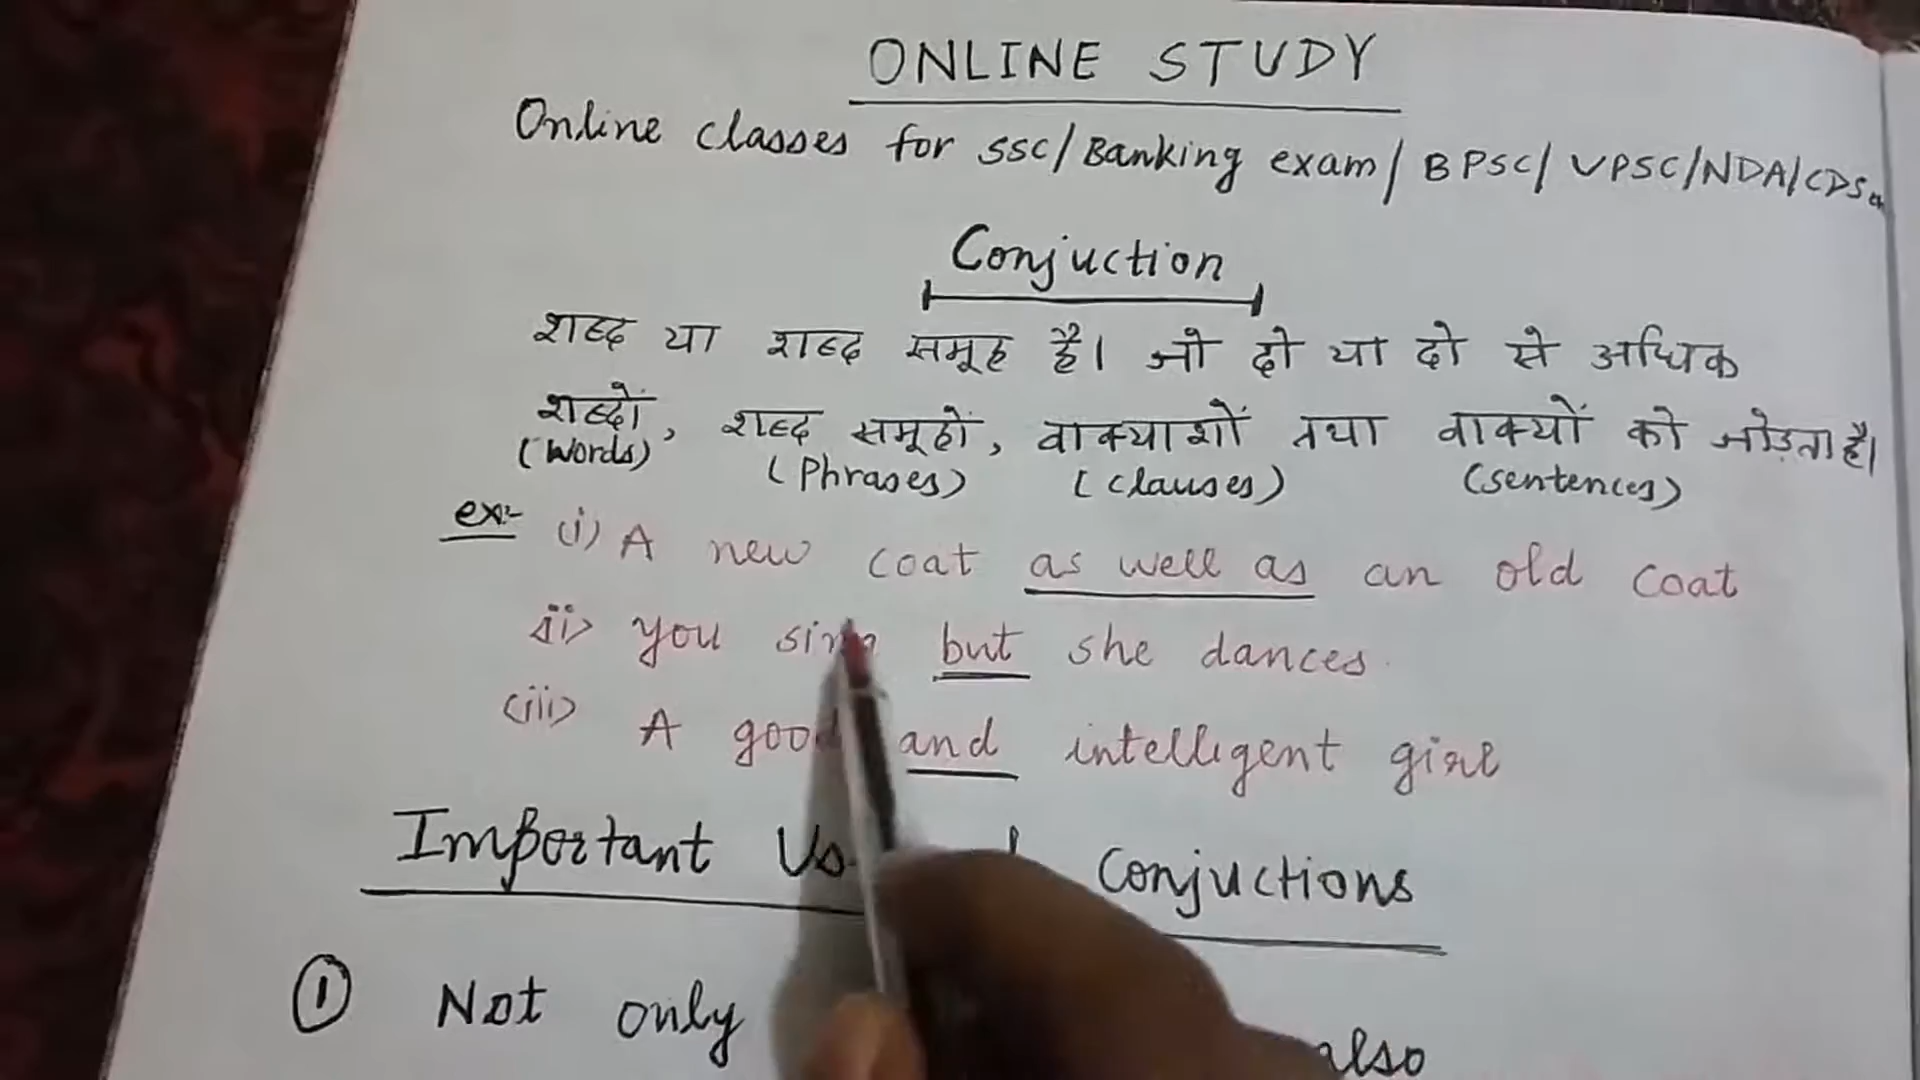 ONLINE STUDY
Online classes for SSC/Banking exam/BPSC/UPSC/NDA/CDS
Conjuction
शब्द या शब्द समूह है। जो दो या दो से अधिक
शब्दों, शब्द समूहों, वाक्याशों तथा वाक्यों को जोड़ता है।
(Words) (Phrases) (Clauses) (Sentences)
ex:- (i) A new coat as well as an old coat
(ii) you sing but she dances.
(iii) A good and intelligent girl
Important Conjuctions
① Not only also